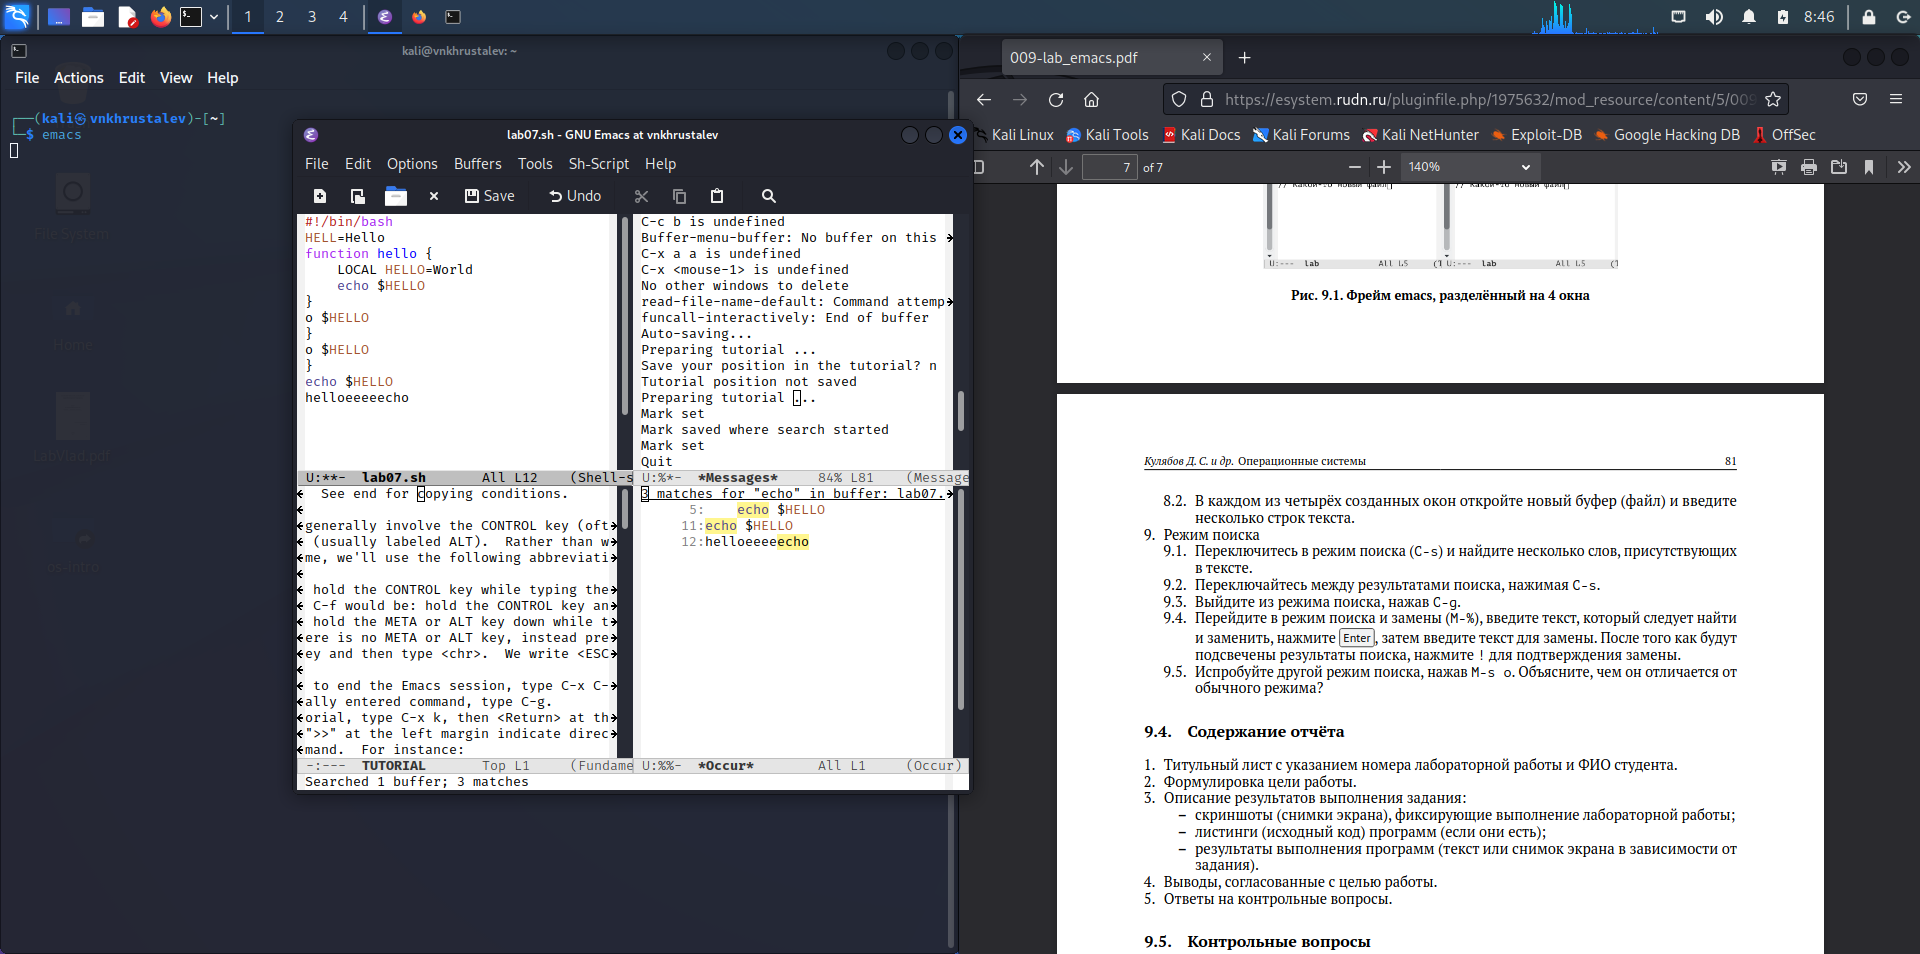 1 2 3 4
8:46
kali@vnkhrustalev: ~
File Actions Edit View Help
┌──(kali㉿vnkhrustalev)-[~]
└─$ emacs
File System
Home
LabVlad.pdf
os-intro
lab07.sh - GNU Emacs at vnkhrustalev
File Edit Options Buffers Tools Sh-Script Help
Save Undo
#!/bin/bash
HELL=Hello
function hello {
    LOCAL HELLO=World
    echo $HELLO
}
o $HELLO
}
o $HELLO
}
echo $HELLO
helloeeeeecho
U:**-  lab07.sh       All L12    (Shell-s
C-c b is undefined
Buffer-menu-buffer: No buffer on this
C-x a a is undefined
C-x <mouse-1> is undefined
No other windows to delete
read-file-name-default: Command attemp
funcall-interactively: End of buffer
Auto-saving...
Preparing tutorial ...
Save your position in the tutorial? n
Tutorial position not saved
Preparing tutorial ...
Mark set
Mark saved where search started
Mark set
Quit
U:%*-  *Messages*     84% L81    (Message
See end for copying conditions.
generally involve the CONTROL key (oft
(usually labeled ALT).  Rather than w
me, we'll use the following abbreviati
hold the CONTROL key while typing the
C-f would be: hold the CONTROL key an
hold the META or ALT key down while t
ere is no META or ALT key, instead pre
ey and then type <chr>.  We write <ESC
to end the Emacs session, type C-x C-
ally entered command, type C-g.
orial, type C-x k, then <Return> at th
">>" at the left margin indicate direc
mand.  For instance:
-:---  TUTORIAL       Top L1     (Fundame
3 matches for "echo" in buffer: lab07.
5:    echo $HELLO
11:echo $HELLO
12:helloeeeeecho
U:%%-  *Occur*        All L1     (Occur)
Searched 1 buffer; 3 matches
009-lab_emacs.pdf
https://esystem.rudn.ru/pluginfile.php/1975632/mod_resource/content/5/009
Kali Linux Kali Tools Kali Docs Kali Forums Kali NetHunter Exploit-DB Google Hacking DB OffSec
7 of 7 140%
// Какой-то новый файл // Какой-то новый файл
U:--- lab All L5 (T U:--- lab All L5 (T
Рис. 9.1. Фрейм emacs, разделённый на 4 окна
Кулябов Д. С. и др. Операционные системы 81
8.2. В каждом из четырёх созданных окон откройте новый буфер (файл) и введите
несколько строк текста.
9. Режим поиска
9.1. Переключитесь в режим поиска (C-s) и найдите несколько слов, присутствующих
в тексте.
9.2. Переключайтесь между результатами поиска, нажимая C-s.
9.3. Выйдите из режима поиска, нажав C-g.
9.4. Перейдите в режим поиска и замены (M-%), введите текст, который следует найти
и заменить, нажмите Enter, затем введите текст для замены. После того как будут
подсвечены результаты поиска, нажмите ! для подтверждения замены.
9.5. Испробуйте другой режим поиска, нажав M-s o. Объясните, чем он отличается от
обычного режима?
9.4. Содержание отчёта
1. Титульный лист с указанием номера лабораторной работы и ФИО студента.
2. Формулировка цели работы.
3. Описание результатов выполнения задания:
– скриншоты (снимки экрана), фиксирующие выполнение лабораторной работы;
– листинги (исходный код) программ (если они есть);
– результаты выполнения программ (текст или снимок экрана в зависимости от
задания).
4. Выводы, согласованные с целью работы.
5. Ответы на контрольные вопросы.
9.5. Контрольные вопросы